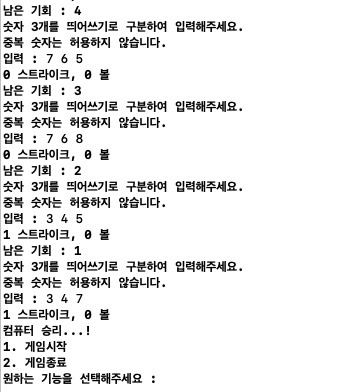 남은 기회 : 4
숫자 3개를 띄어쓰기로 구분하여 입력해주세요.
중복 숫자는 허용하지 않습니다.
입력 : 7 6 5
0 스트라이크, 0 볼
남은 기회 : 3
숫자 3개를 띄어쓰기로 구분하여 입력해주세요.
중복 숫자는 허용하지 않습니다.
입력 : 7 6 8
0 스트라이크, 0 볼
남은 기회 : 2
숫자 3개를 띄어쓰기로 구분하여 입력해주세요.
중복 숫자는 허용하지 않습니다.
입력 : 3 4 5
1 스트라이크, 0 볼
남은 기회 : 1
숫자 3개를 띄어쓰기로 구분하여 입력해주세요.
중복 숫자는 허용하지 않습니다.
입력 : 3 4 7
1 스트라이크, 0 볼
컴퓨터 승리...!
1. 게임시작
2. 게임종료
원하는 기능을 선택해주세요 :